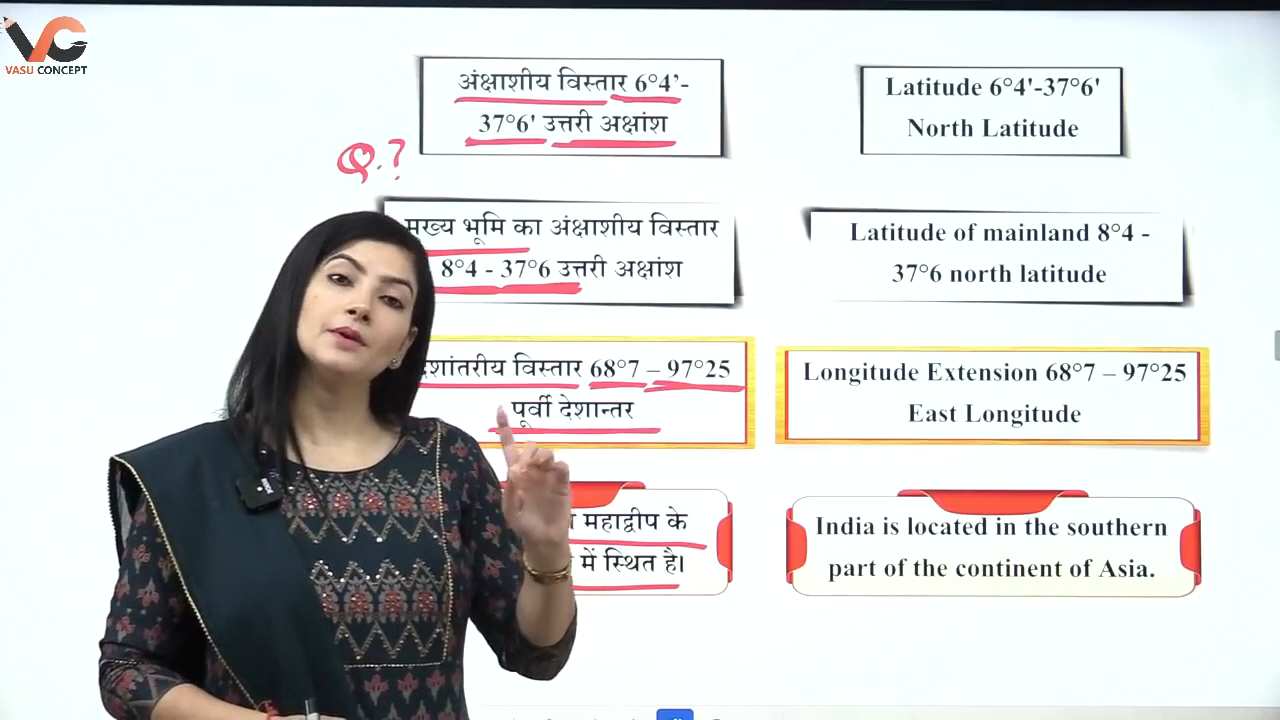 VASU CONCEPT
अंक्षाशीय विस्तार 6°4’-
37°6' उत्तरी अक्षांश
Latitude 6°4'-37°6'
North Latitude
Q.?
मख्य भूमि का अंक्षाशीय विस्तार
8°4 - 37°6 उत्तरी अक्षांश
Latitude of mainland 8°4 -
37°6 north latitude
देशांतरीय विस्तार 68°7 – 97°25
पूर्वी देशान्तर
Longitude Extension 68°7 – 97°25
East Longitude
महाद्वीप के
में स्थित है।
India is located in the southern
part of the continent of Asia.